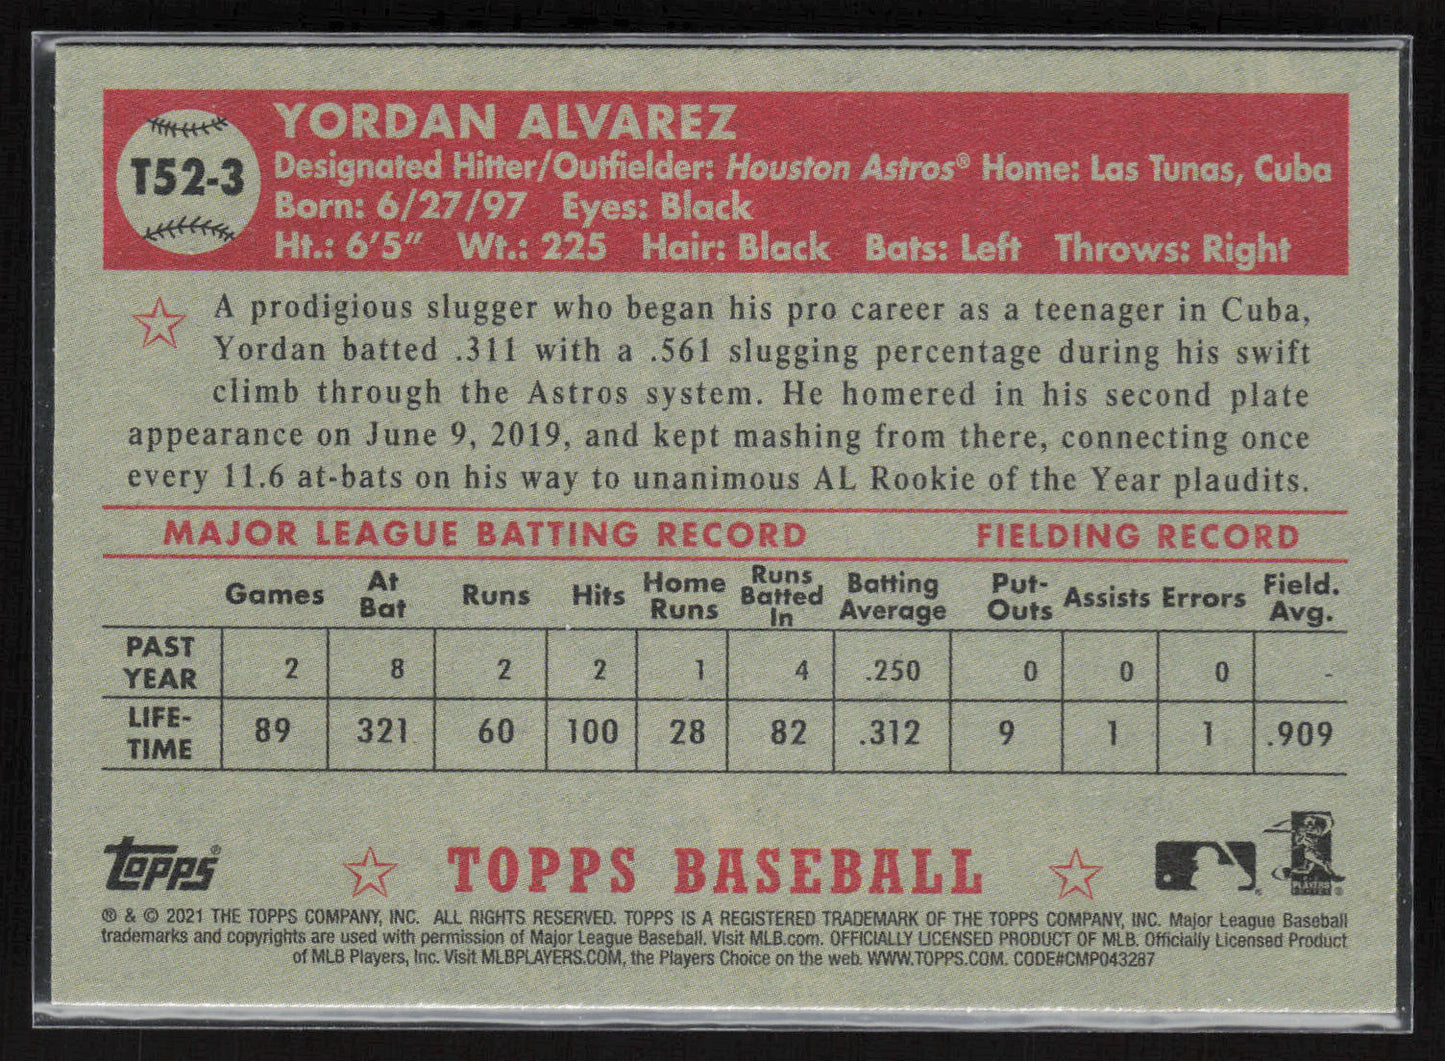 T52-3
YORDAN ALVAREZ
Designated Hitter/Outfielder: Houston Astros® Home: Las Tunas, Cuba
Born: 6/27/97 Eyes: Black
Ht.: 6'5" Wt.: 225 Hair: Black Bats: Left Throws: Right
A prodigious slugger who began his pro career as a teenager in Cuba,
Yordan batted .311 with a .561 slugging percentage during his swift
climb through the Astros system. He homered in his second plate
appearance on June 9, 2019, and kept mashing from there, connecting once
every 11.6 at-bats on his way to unanimous AL Rookie of the Year plaudits.
MAJOR LEAGUE BATTING RECORD FIELDING RECORD
Games At Bat Runs Hits Home Runs Runs Batted In Batting Average Put-Outs Assists Errors Field. Avg.
PAST YEAR 2 8 2 2 1 4 .250 0 0 0 -
LIFE-TIME 89 321 60 100 28 82 .312 9 1 1 .909
Topps® TOPPS BASEBALL PLAYERS CHOICE ®
® & © 2021 THE TOPPS COMPANY, INC. ALL RIGHTS RESERVED. TOPPS IS A REGISTERED TRADEMARK OF THE TOPPS COMPANY, INC. Major League Baseball
trademarks and copyrights are used with permission of Major League Baseball. Visit MLB.com. OFFICIALLY LICENSED PRODUCT OF MLB. Officially Licensed Product
of MLB Players, Inc. Visit MLBPLAYERS.COM, the Players Choice on the web. WWW.TOPPS.COM. CODE#CMP043287